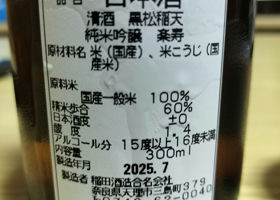 品名 日本酒
清酒 黒松稲天
純米吟醸 楽寿
原材料名 米（国産）、米こうじ（国
産米）
原料米
国産一般米 100%
精米歩合 60%
日本酒度 ±0
酸度 1.4
アルコール分 15度以上16度未満
内容量 300ml
製造年月 2025. 7
製造者 稲田酒造合名会社
奈良県天理市三島町379